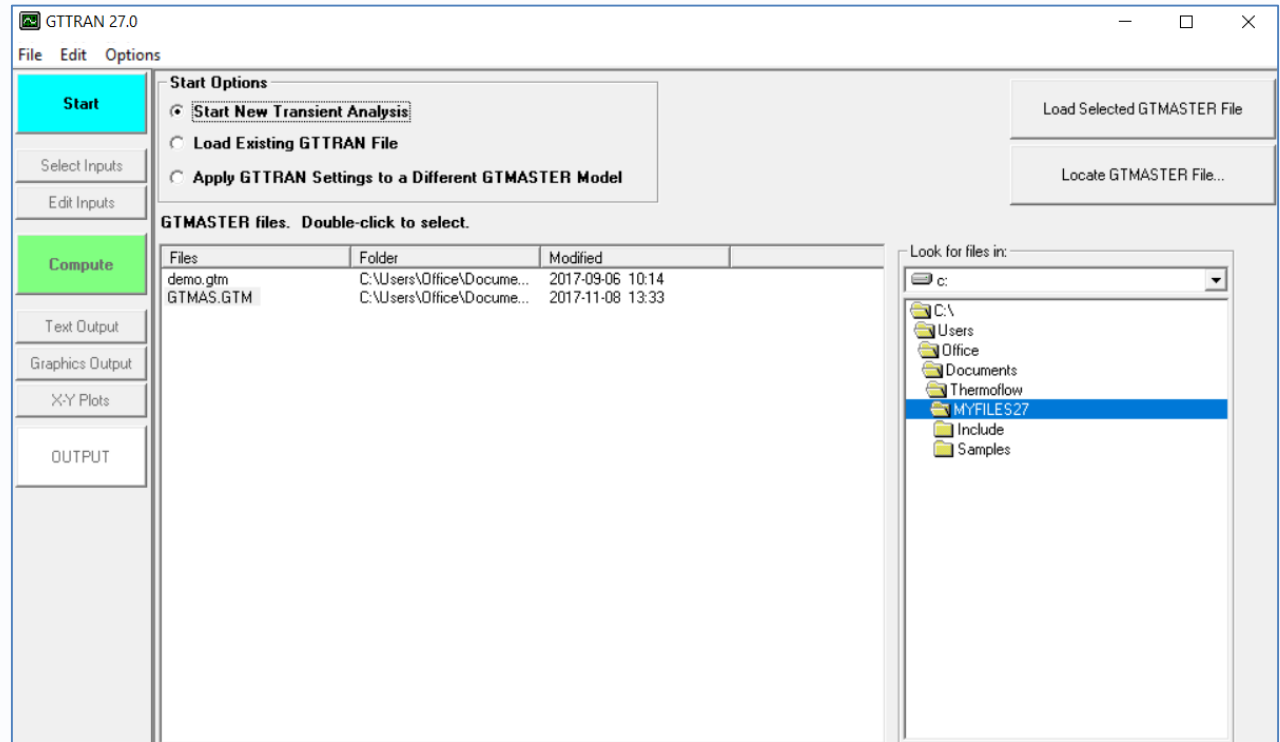 GTTRAN 27.0
File Edit Options
Start
Select Inputs
Edit Inputs
Compute
Text Output
Graphics Output
X-Y Plots
OUTPUT
Start Options
Start New Transient Analysis
Load Existing GTTRAN File
Apply GTTRAN Settings to a Different GTMASTER Model
Load Selected GTMASTER File
Locate GTMASTER File...
GTMASTER files. Double-click to select.
Files Folder Modified
demo.gtm C:\Users\Office\Docume... 2017-09-06 10:14
GTMAS.GTM C:\Users\Office\Docume... 2017-11-08 13:33
Look for files in:
c:
C:\
Users
Office
Documents
Thermoflow
MYFILES27
Include
Samples